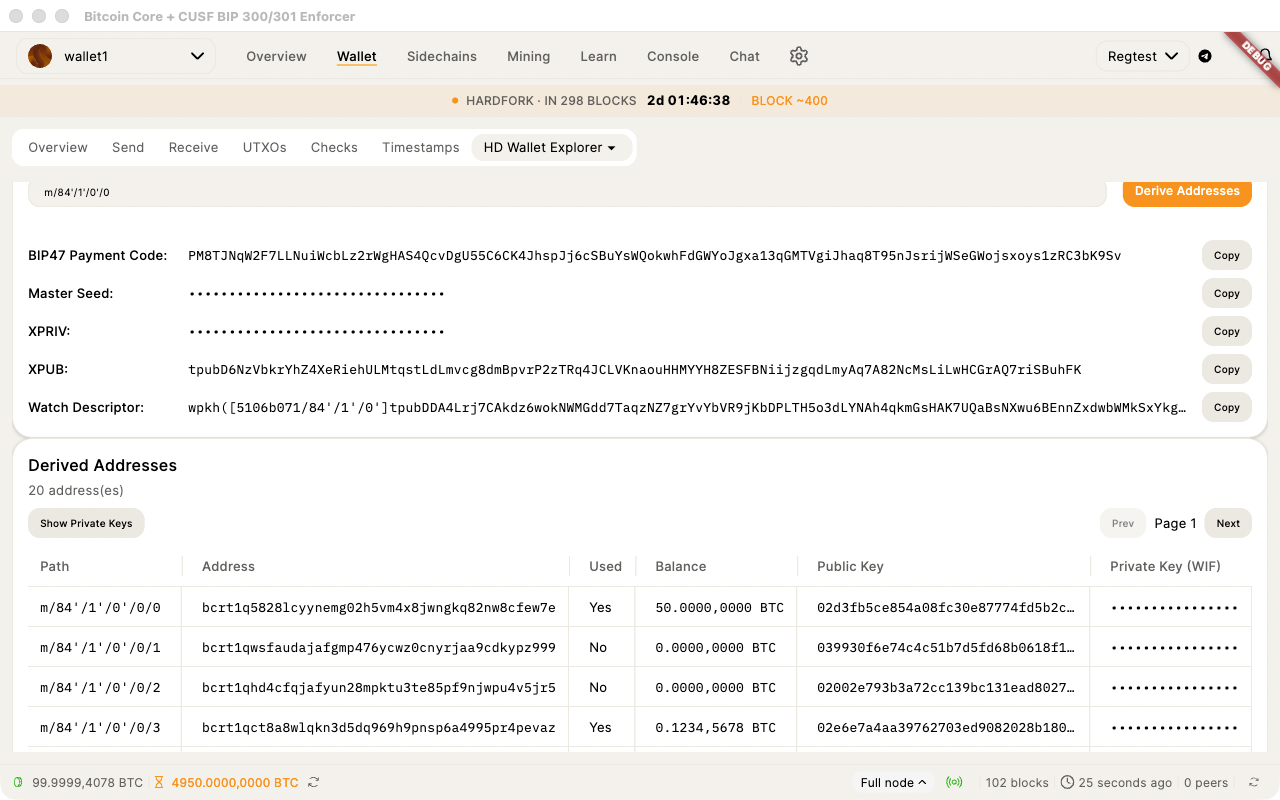 Bitcoin Core + CUSF BIP 300/301 Enforcer
wallet1 Overview Wallet Sidechains Mining Learn Console Chat Regtest DEBUG
HARDFORK · IN 298 BLOCKS 2d 01:46:38 BLOCK ~400
Overview Send Receive UTXOs Checks Timestamps HD Wallet Explorer
m/84'/1'/0'/0 Derive Addresses
BIP47 Payment Code: PM8TJNqW2F7LLNuiWcbLz2rWgHAS4QcvDgU55C6CK4JhspJj6cSBuYsWQokwhFdGWYoJgxa13qGMTVgiJhaq8T95nJsrijWSeGWojsxoys1zRC3bK9Sv Copy
Master Seed: •••••••••••••••••••••••••••••••• Copy
XPRIV: •••••••••••••••••••••••••••••••• Copy
XPUB: tpubD6NzVbkrYhZ4XeRiehULMtqstLdLmvcg8dmBpvrP2zTRq4JCLVKnaouHHMYYH8ZESFBNiijzgqdLmyAq7A82NcMsLiLwHCGrAQ7riSBuhFK Copy
Watch Descriptor: wpkh([5106b071/84'/1'/0']tpubDDA4Lrj7CAkdz6wokNWMGdd7TaqzNZ7grYvYbVR9jKbDPLTH5o3dLYNAh4qkmGsHAK7UQaBsNXwu6BEnnZxdwbWMkSxYkg… Copy
Derived Addresses
20 address(es)
Show Private Keys Prev Page 1 Next
Path Address Used Balance Public Key Private Key (WIF)
m/84'/1'/0'/0/0 bcrt1q5828lcyynemg02h5vm4x8jwngkq82nw8cfew7e Yes 50.0000,0000 BTC 02d3fb5ce854a08fc30e87774fd5b2c… ••••••••••••••••
m/84'/1'/0'/0/1 bcrt1qwsfaudajafgmp476ycwz0cnyrjaa9cdkypz999 No 0.0000,0000 BTC 039930f6e74c4c51b7d5fd68b0618f1… ••••••••••••••••
m/84'/1'/0'/0/2 bcrt1qhd4cfqjafyun28mpktu3te85pf9njwpu4v5jr5 No 0.0000,0000 BTC 02002e793b3a72cc139bc131ead8027… ••••••••••••••••
m/84'/1'/0'/0/3 bcrt1qct8a8wlqkn3d5dq969h9pnsp6a4995pr4pevaz Yes 0.1234,5678 BTC 02e6e7a4aa39762703ed9082028b180… ••••••••••••••••
99.9999,4078 BTC 4950.0000,0000 BTC Full node 102 blocks 25 seconds ago 0 peers